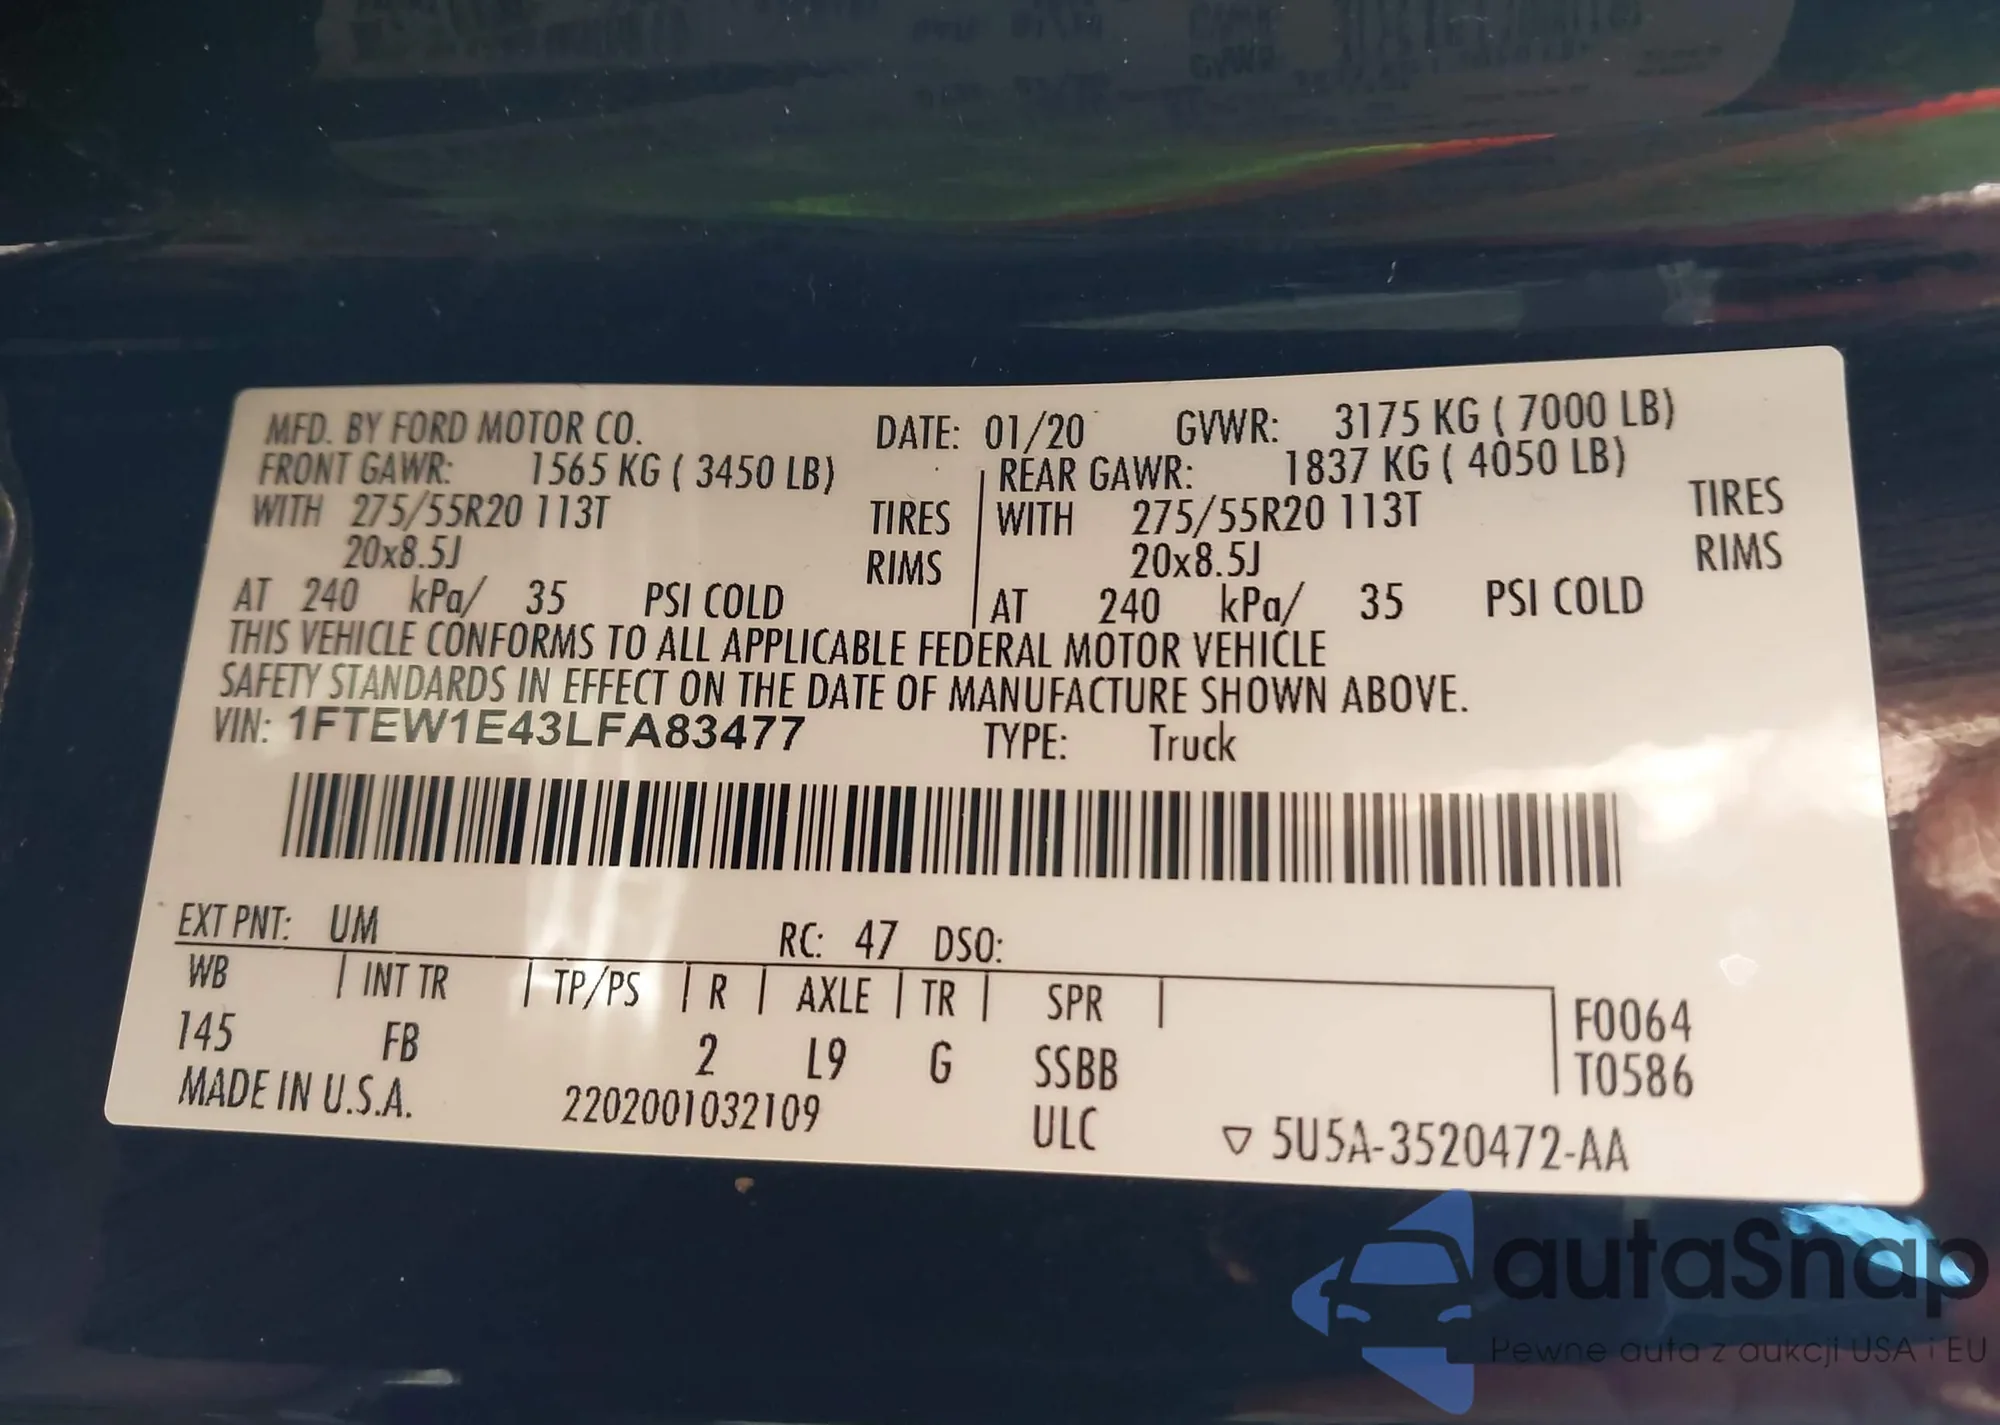 MFD. BY FORD MOTOR CO. DATE: 01/20 GVWR: 3175 KG ( 7000 LB)
FRONT GAWR: 1565 KG ( 3450 LB) REAR GAWR: 1837 KG ( 4050 LB)
WITH 275/55R20 113T TIRES WITH 275/55R20 113T TIRES
20x8.5J RIMS 20x8.5J RIMS
AT 240 kPa/ 35 PSI COLD AT 240 kPa/ 35 PSI COLD
THIS VEHICLE CONFORMS TO ALL APPLICABLE FEDERAL MOTOR VEHICLE
SAFETY STANDARDS IN EFFECT ON THE DATE OF MANUFACTURE SHOWN ABOVE.
VIN: 1FTEW1E43LFA83477 TYPE: Truck
EXT PNT: UM RC: 47 DSO:
WB INT TR TP/PS R AXLE TR SPR F0064
145 FB 2 L9 G SSBB T0586
MADE IN U.S.A. 2202001032109 ULC ▽ 5U5A-3520472-AA
autoSnap
Pewne auta z aukcji USA i EU